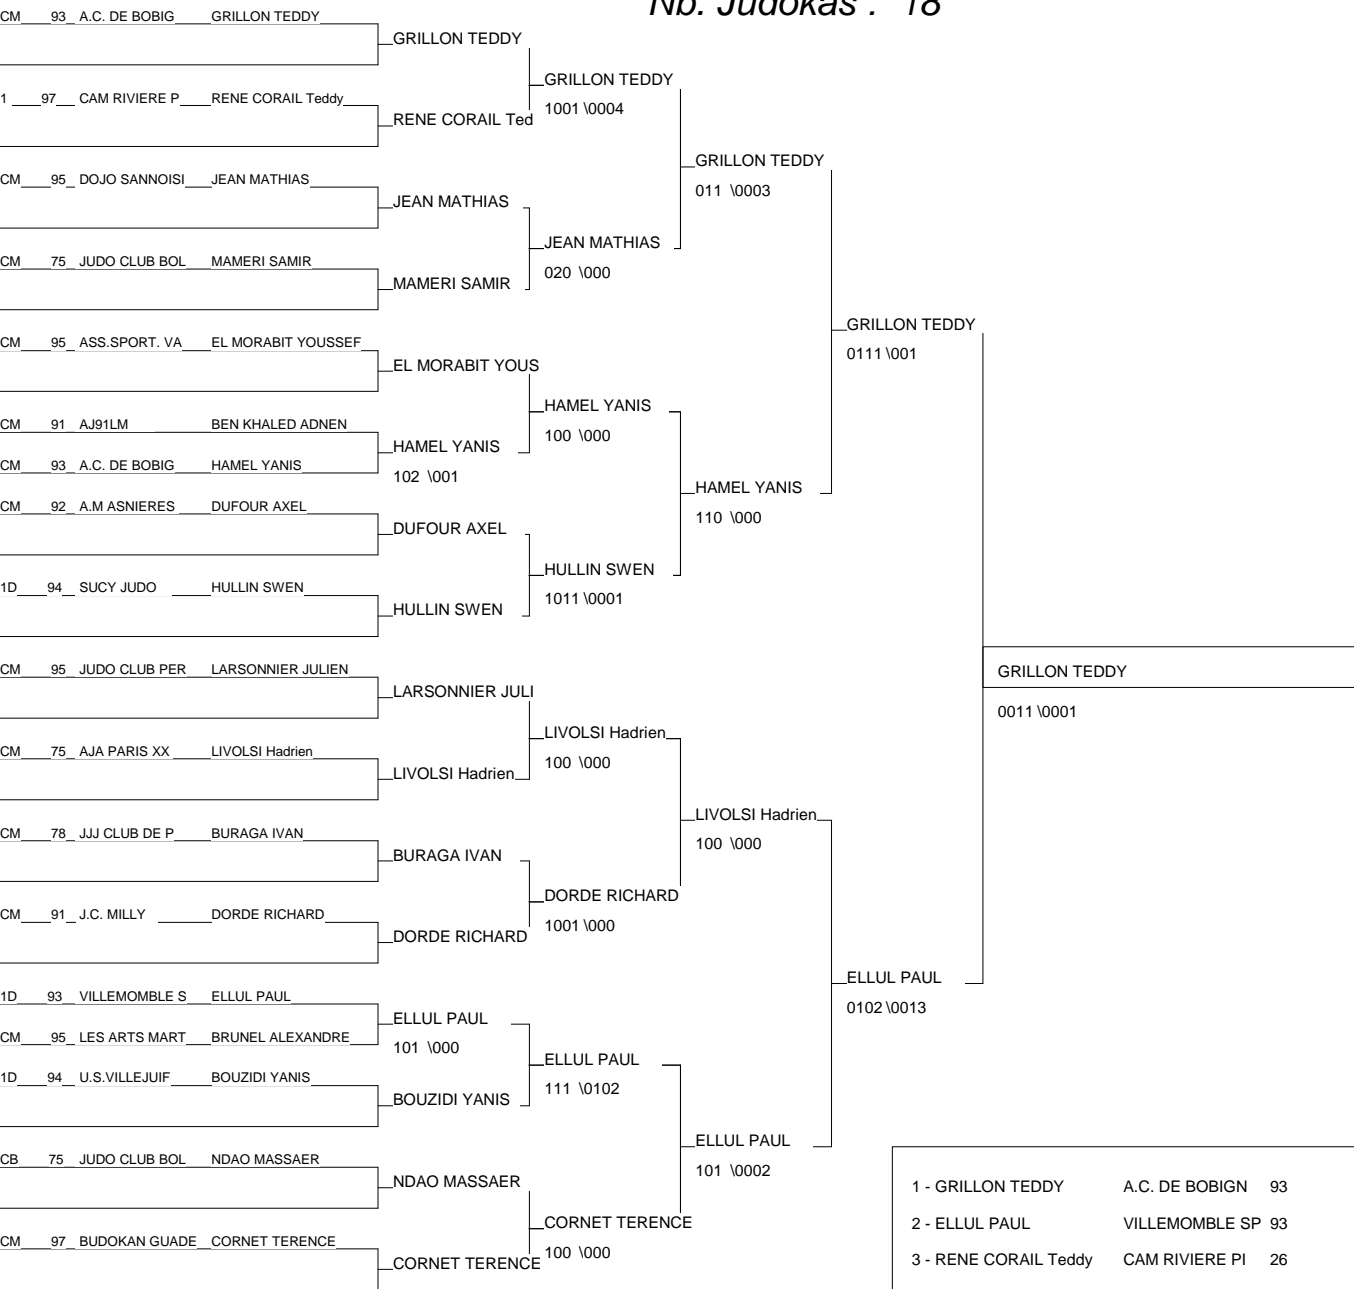 Nb. Judokas : 18
CM 93 A.C. DE BOBIG GRILLON TEDDY
GRILLON TEDDY
GRILLON TEDDY
1001 \0004
1 97 CAM RIVIERE P RENE CORAIL Teddy
RENE CORAIL Ted
GRILLON TEDDY
011 \0003
CM 95 DOJO SANNOISI JEAN MATHIAS
JEAN MATHIAS
JEAN MATHIAS
020 \000
CM 75 JUDO CLUB BOL MAMERI SAMIR
MAMERI SAMIR
GRILLON TEDDY
0111 \001
CM 95 ASS.SPORT. VA EL MORABIT YOUSSEF
EL MORABIT YOUS
HAMEL YANIS
100 \000
CM 91 AJ91LM BEN KHALED ADNEN
HAMEL YANIS
102 \001
CM 93 A.C. DE BOBIG HAMEL YANIS
HAMEL YANIS
110 \000
CM 92 A.M ASNIERES DUFOUR AXEL
DUFOUR AXEL
HULLIN SWEN
1011 \0001
1D 94 SUCY JUDO HULLIN SWEN
HULLIN SWEN
CM 95 JUDO CLUB PER LARSONNIER JULIEN
GRILLON TEDDY
0011 \0001
LARSONNIER JULI
LIVOLSI Hadrien
100 \000
CM 75 AJA PARIS XX LIVOLSI Hadrien
LIVOLSI Hadrien
LIVOLSI Hadrien
100 \000
CM 78 JJJ CLUB DE P BURAGA IVAN
BURAGA IVAN
DORDE RICHARD
1001 \000
CM 91 J.C. MILLY DORDE RICHARD
DORDE RICHARD
ELLUL PAUL
0102 \0013
1D 93 VILLEMOMBLE S ELLUL PAUL
ELLUL PAUL
101 \000
CM 95 LES ARTS MART BRUNEL ALEXANDRE
ELLUL PAUL
111 \0102
1D 94 U.S.VILLEJUIF BOUZIDI YANIS
BOUZIDI YANIS
ELLUL PAUL
101 \0002
CB 75 JUDO CLUB BOL NDAO MASSAER
NDAO MASSAER
CORNET TERENCE
100 \000
CM 97 BUDOKAN GUADE CORNET TERENCE
CORNET TERENCE
1 - GRILLON TEDDY A.C. DE BOBIGN 93
2 - ELLUL PAUL VILLEMOMBLE SP 93
3 - RENE CORAIL Teddy CAM RIVIERE PI 26